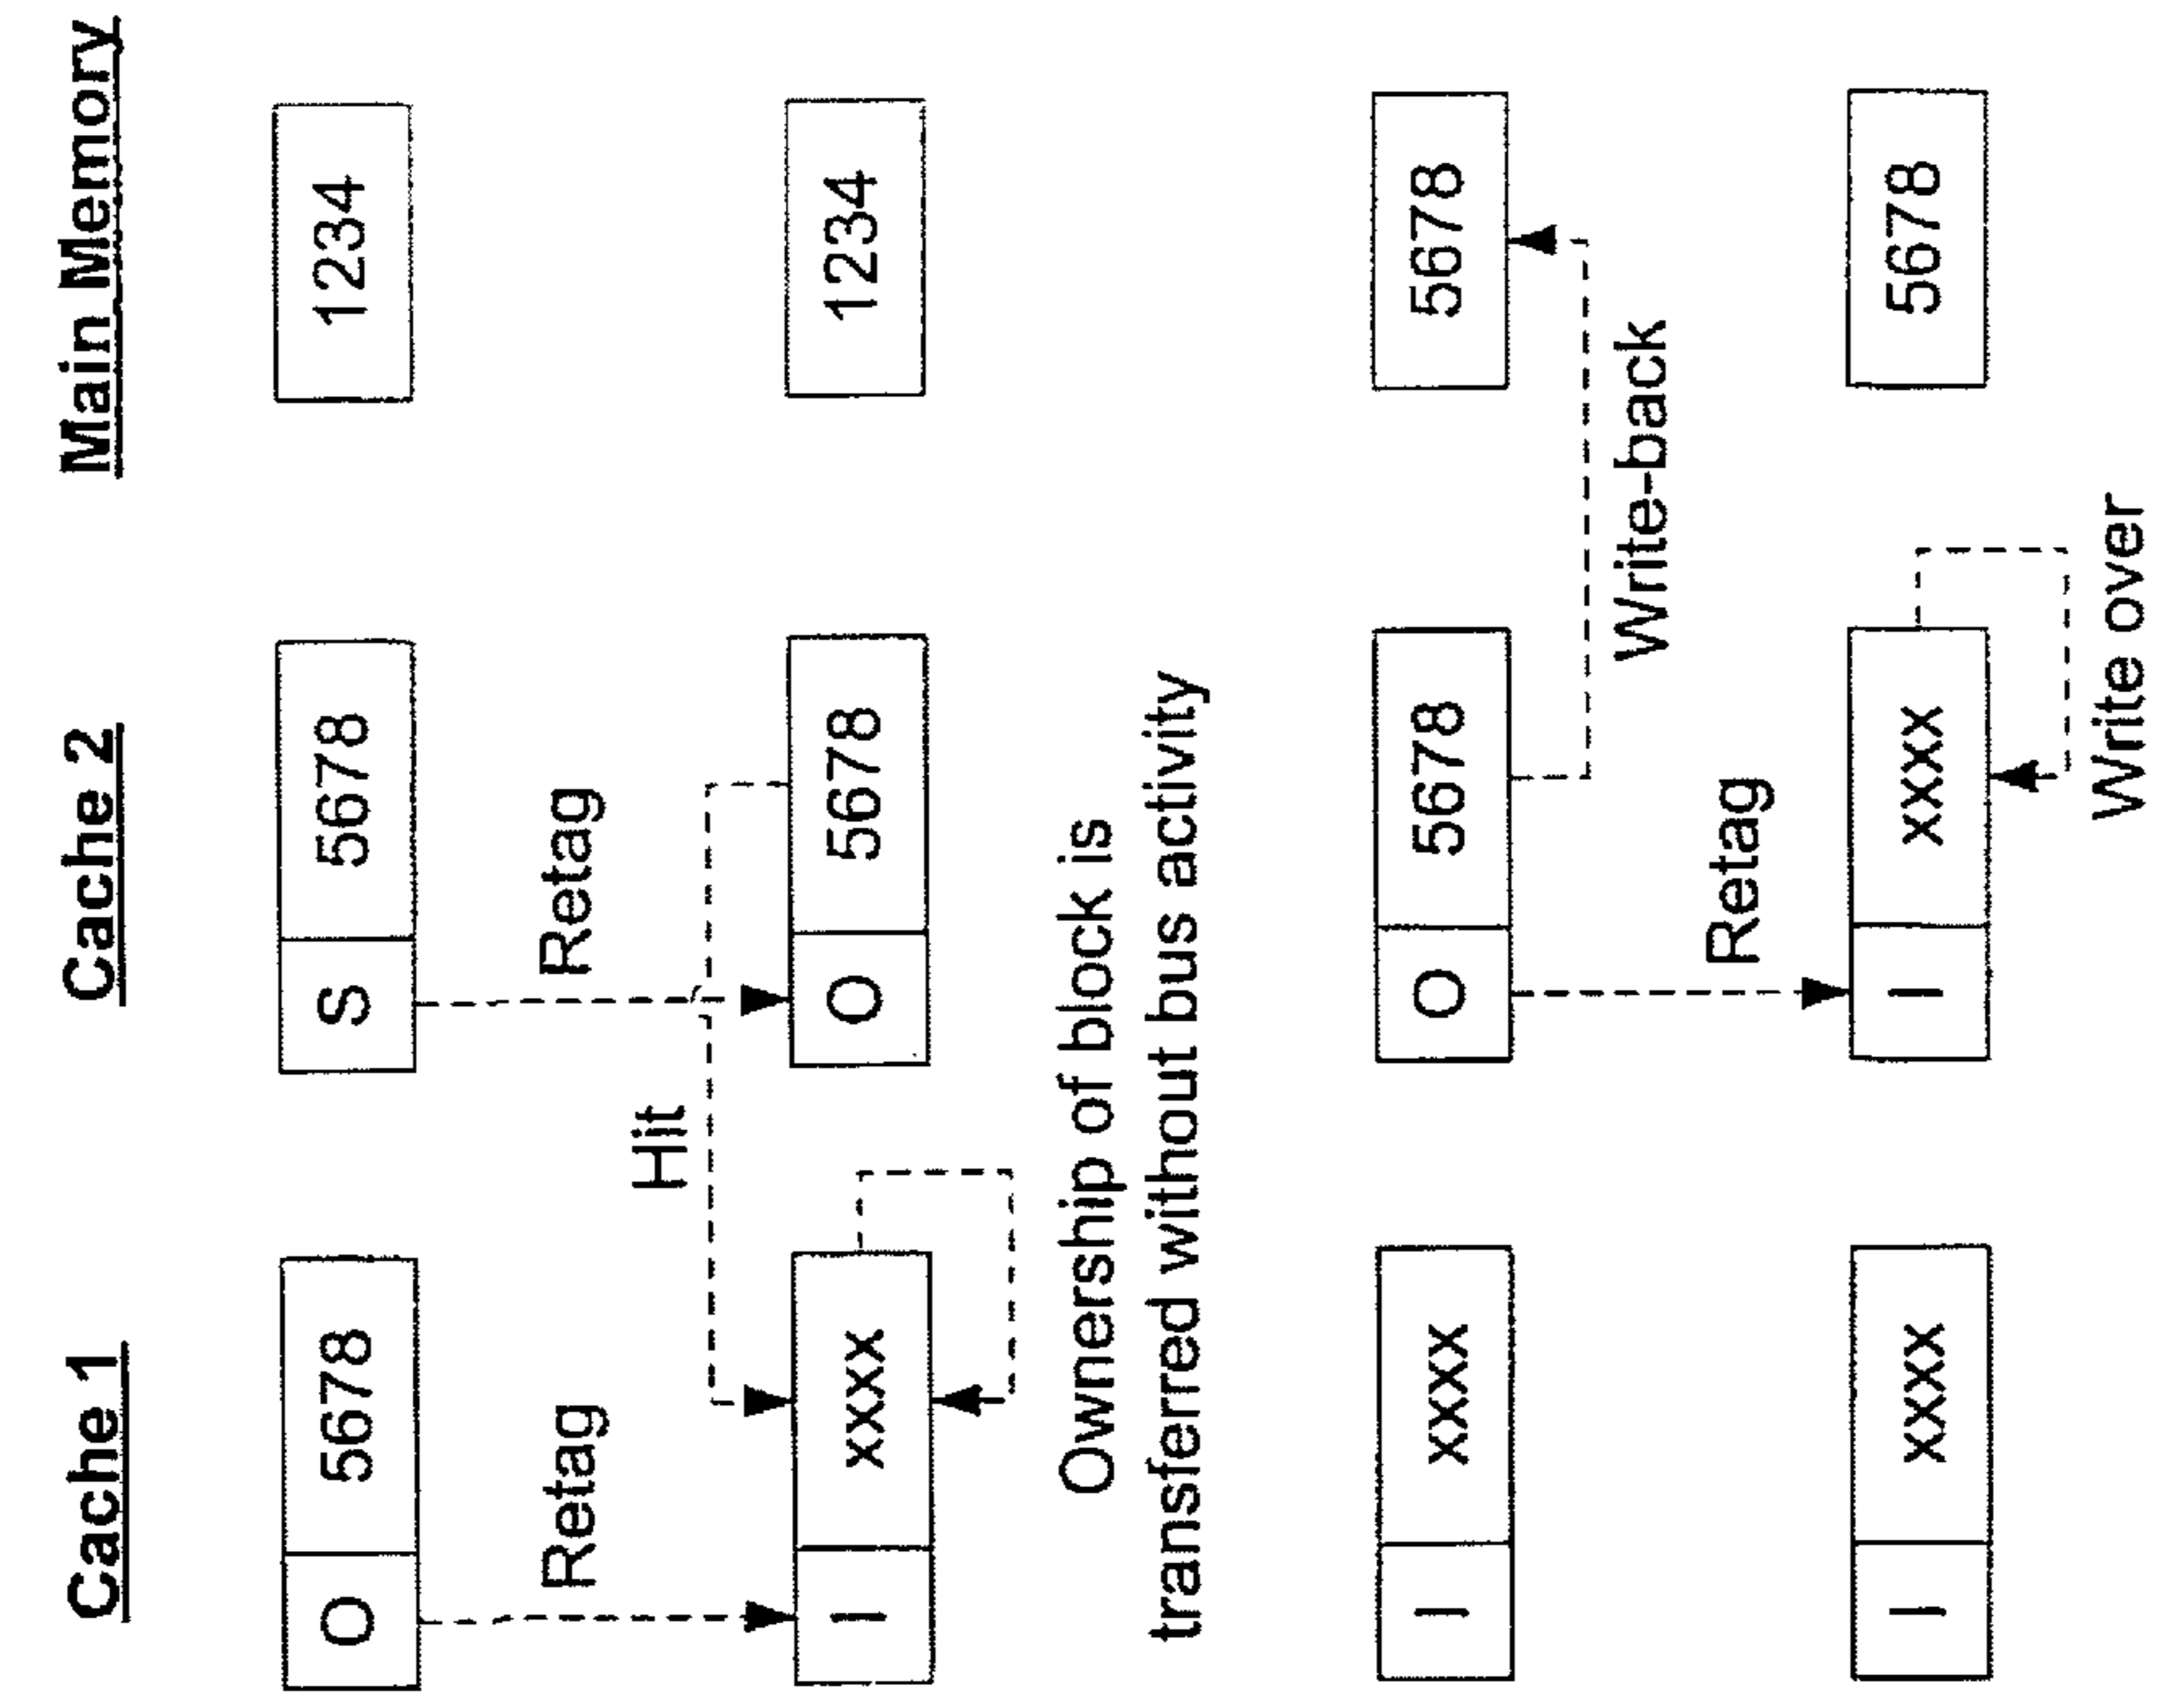 Cache 1
Cache 2
Main Memory
O
5678
S
5678
1234
Retag
Retag
Hit
I
xxxx
O
5678
1234
Ownership of block is
transferred without bus activity
I
xxxx
O
5678
5678
Write-back
Retag
I
xxxx
I
xxxx
5678
Write over